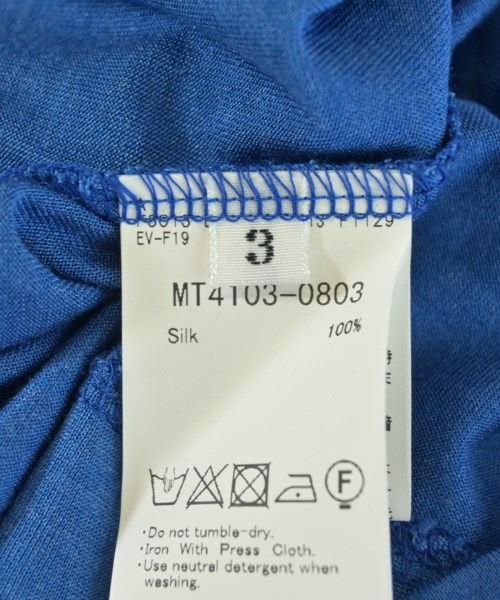 EV-F19
3
MT4103-0803
Silk 100%
F
・Do not tumble-dry.
・Iron With Press Cloth.
・Use neutral detergent when
washing.